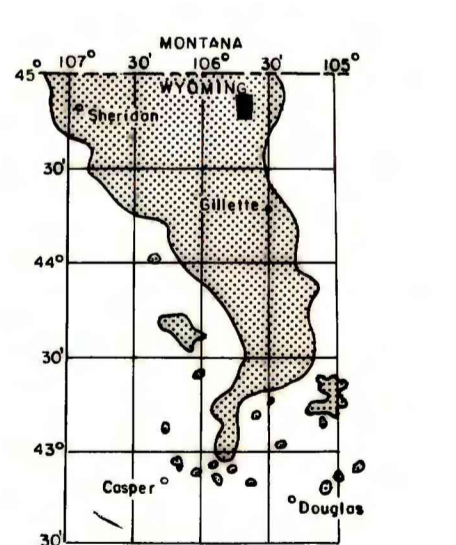 MONTANA
107° 30' 106° 30' 105°
45°
WYOMING
Sheridan
30'
Gillette
44°
30'
43°
Casper
Douglas
30'